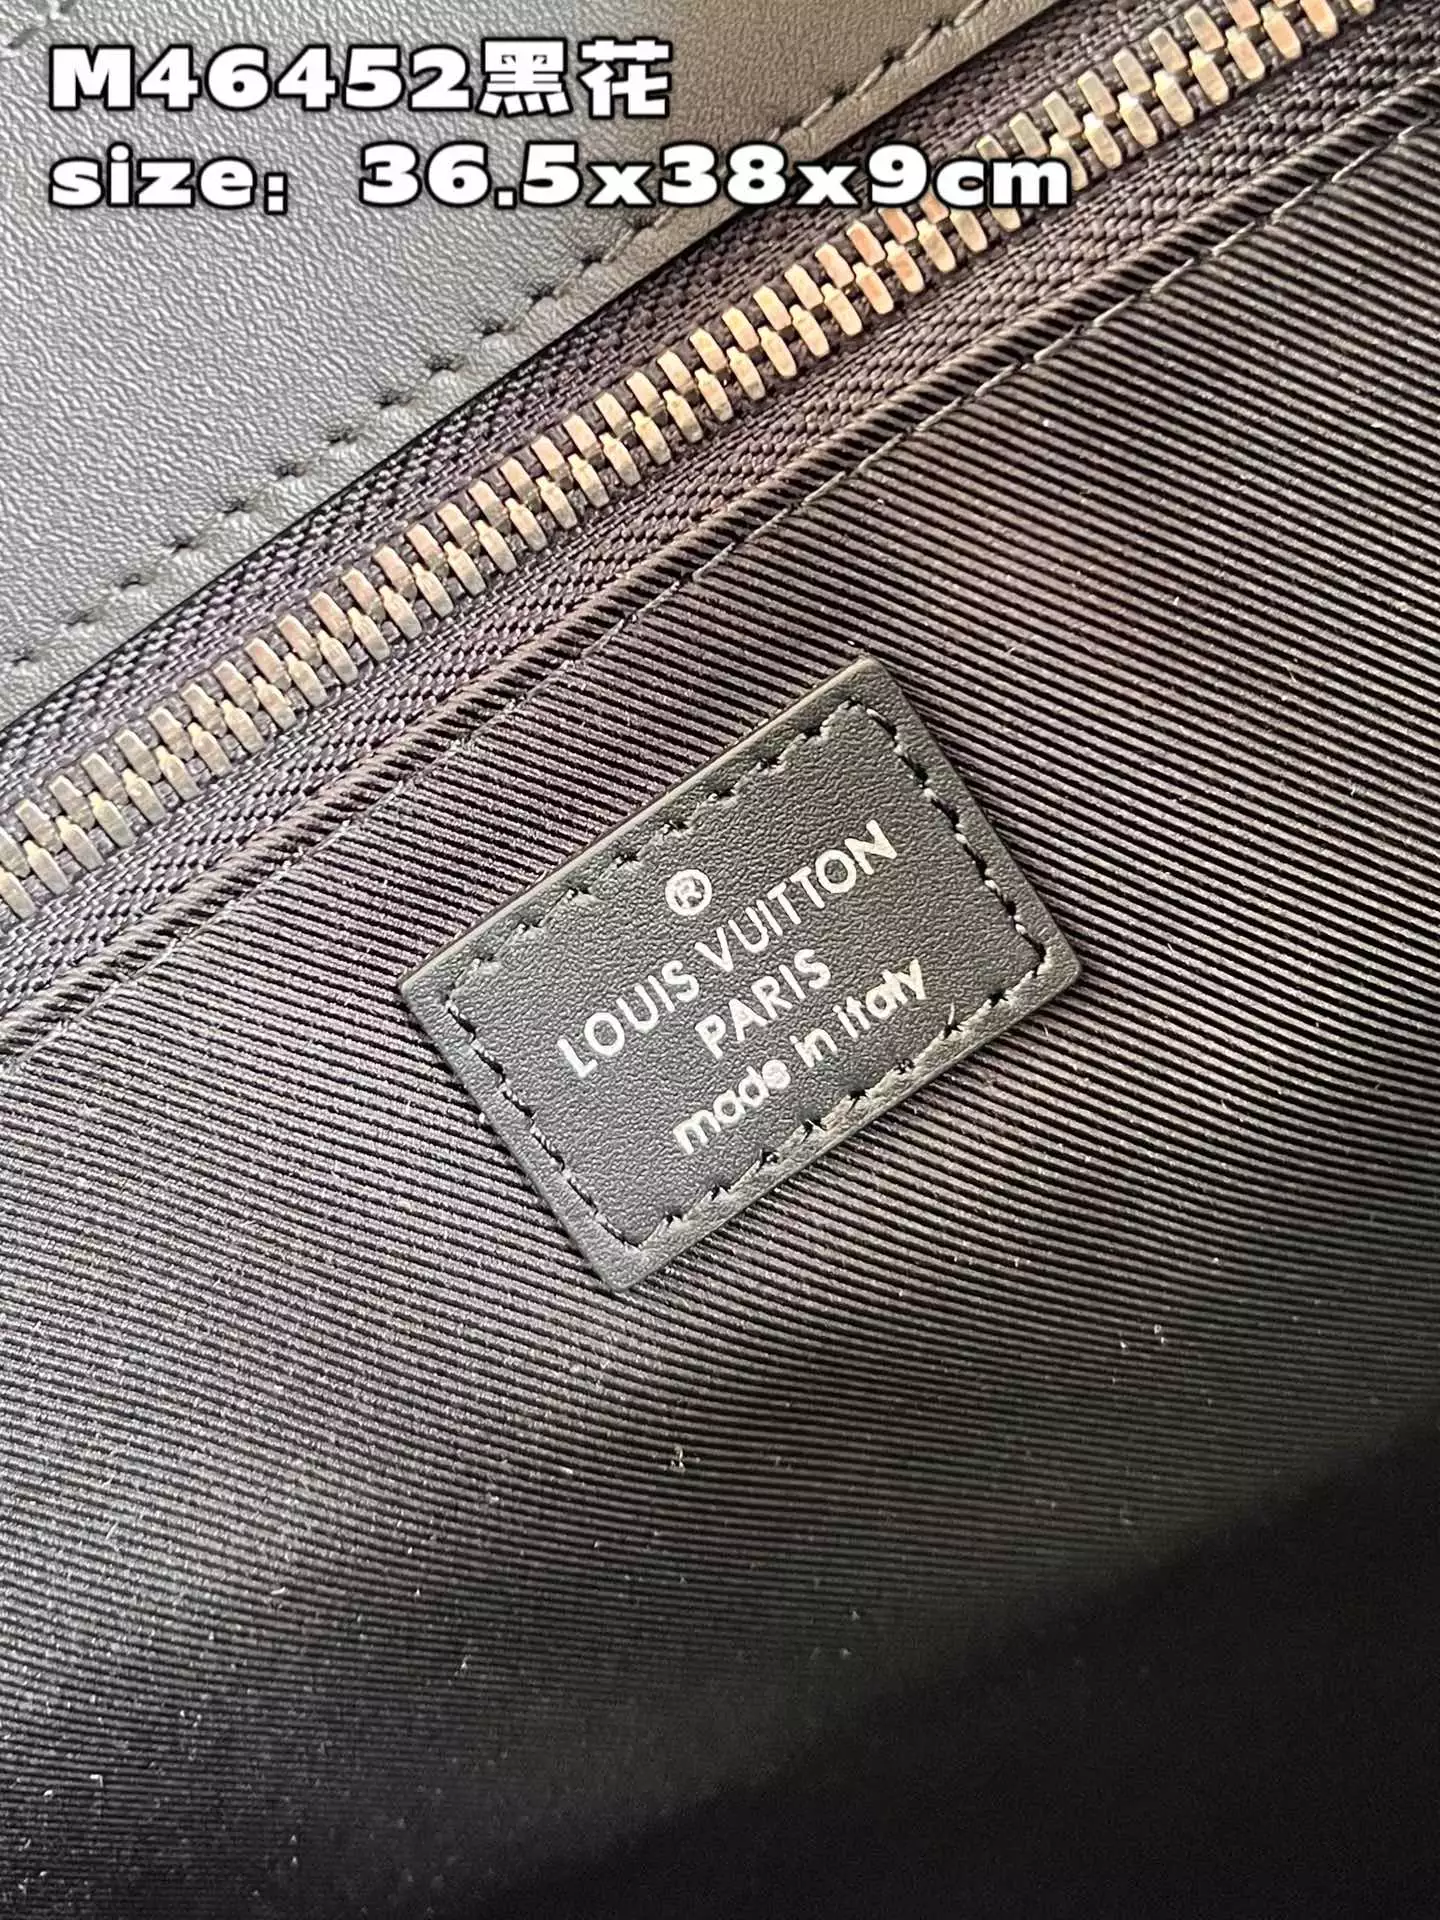 M46452黑花
size：36.5x38x9cm
®
LOUIS VUITTON
PARIS
made in italy